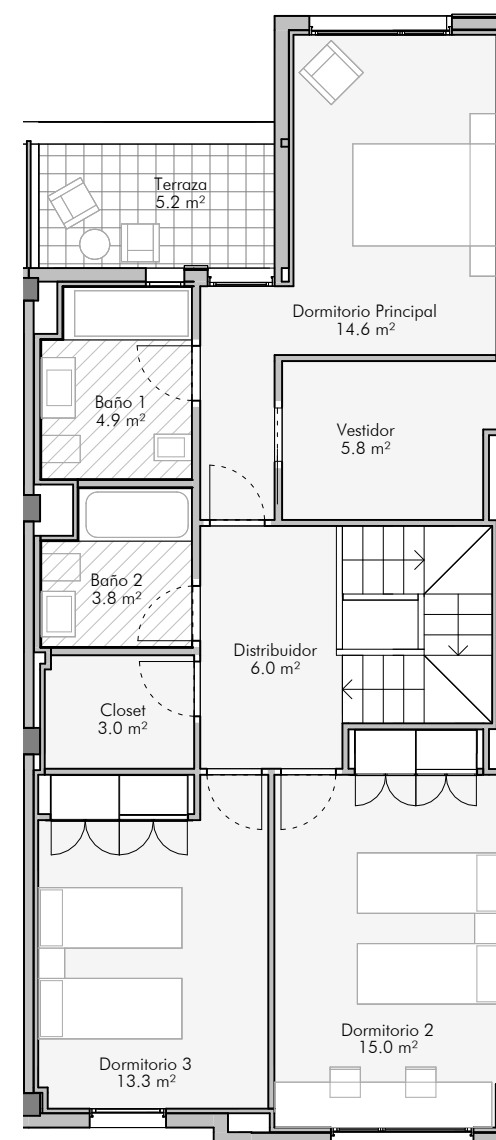 Terraza
5.2 m²
Dormitorio Principal
14.6 m²
Baño 1
4.9 m²
Vestidor
5.8 m²
Baño 2
3.8 m²
Distribuidor
6.0 m²
Closet
3.0 m²
Dormitorio 2
15.0 m²
Dormitorio 3
13.3 m²